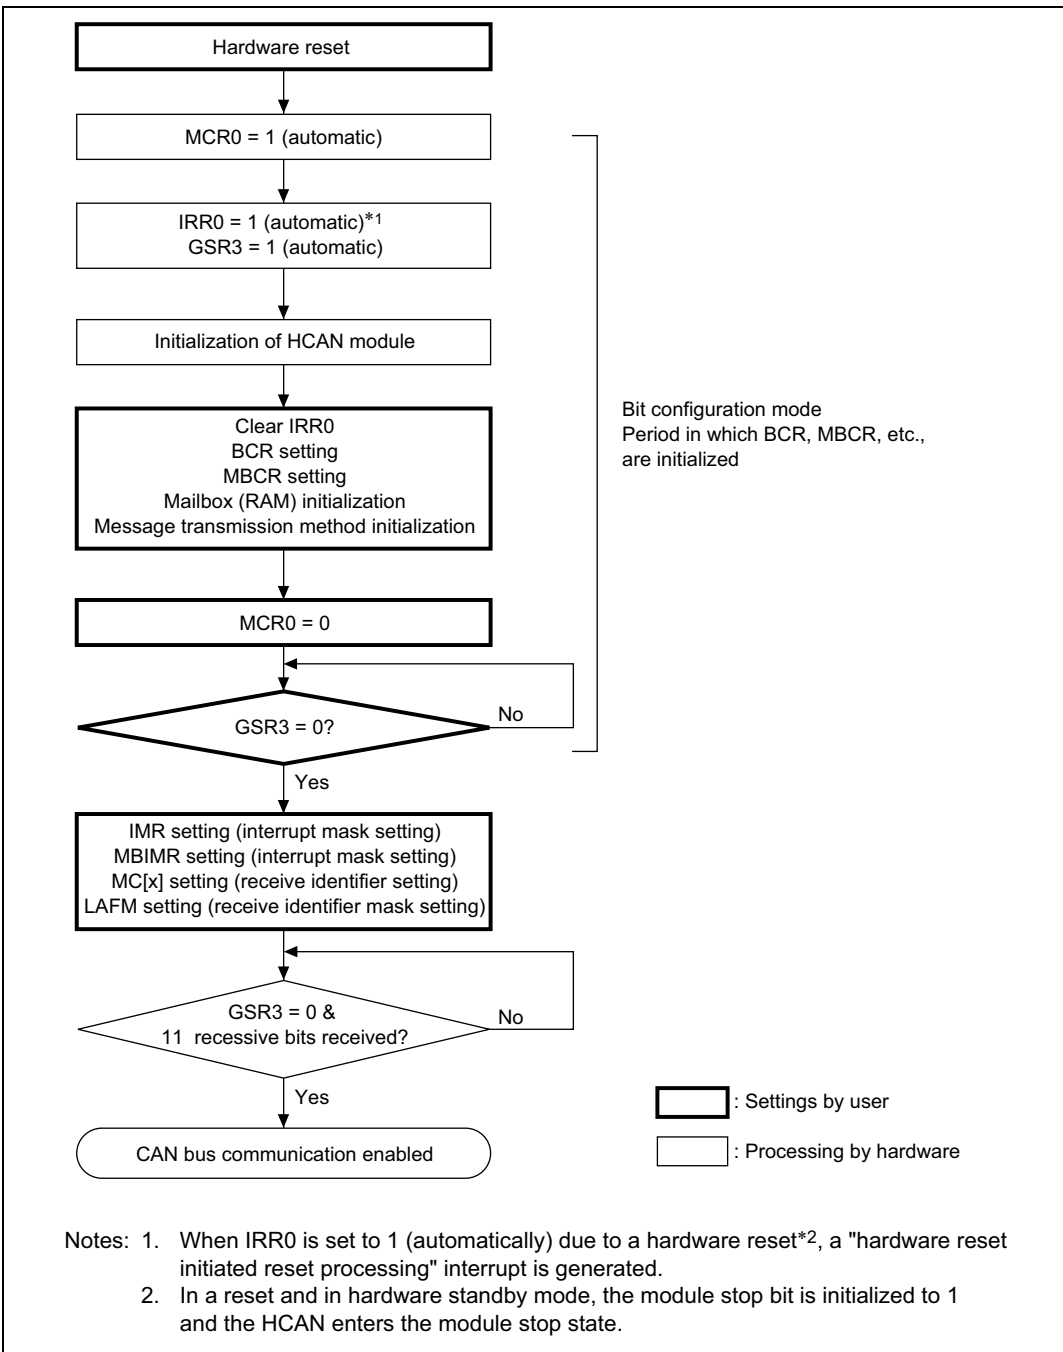 Hardware reset
MCR0 = 1 (automatic)
IRR0 = 1 (automatic)*1
GSR3 = 1 (automatic)
Initialization of HCAN module
Clear IRR0
BCR setting
MBCR setting
Mailbox (RAM) initialization
Message transmission method initialization
Bit configuration mode
Period in which BCR, MBCR, etc.,
are initialized
MCR0 = 0
GSR3 = 0?
No
Yes
IMR setting (interrupt mask setting)
MBIMR setting (interrupt mask setting)
MC[x] setting (receive identifier setting)
LAFM setting (receive identifier mask setting)
GSR3 = 0 &
11 recessive bits received?
No
Yes
CAN bus communication enabled
: Settings by user
: Processing by hardware
Notes: 1. When IRR0 is set to 1 (automatically) due to a hardware reset*2, a "hardware reset
initiated reset processing" interrupt is generated.
2. In a reset and in hardware standby mode, the module stop bit is initialized to 1
and the HCAN enters the module stop state.